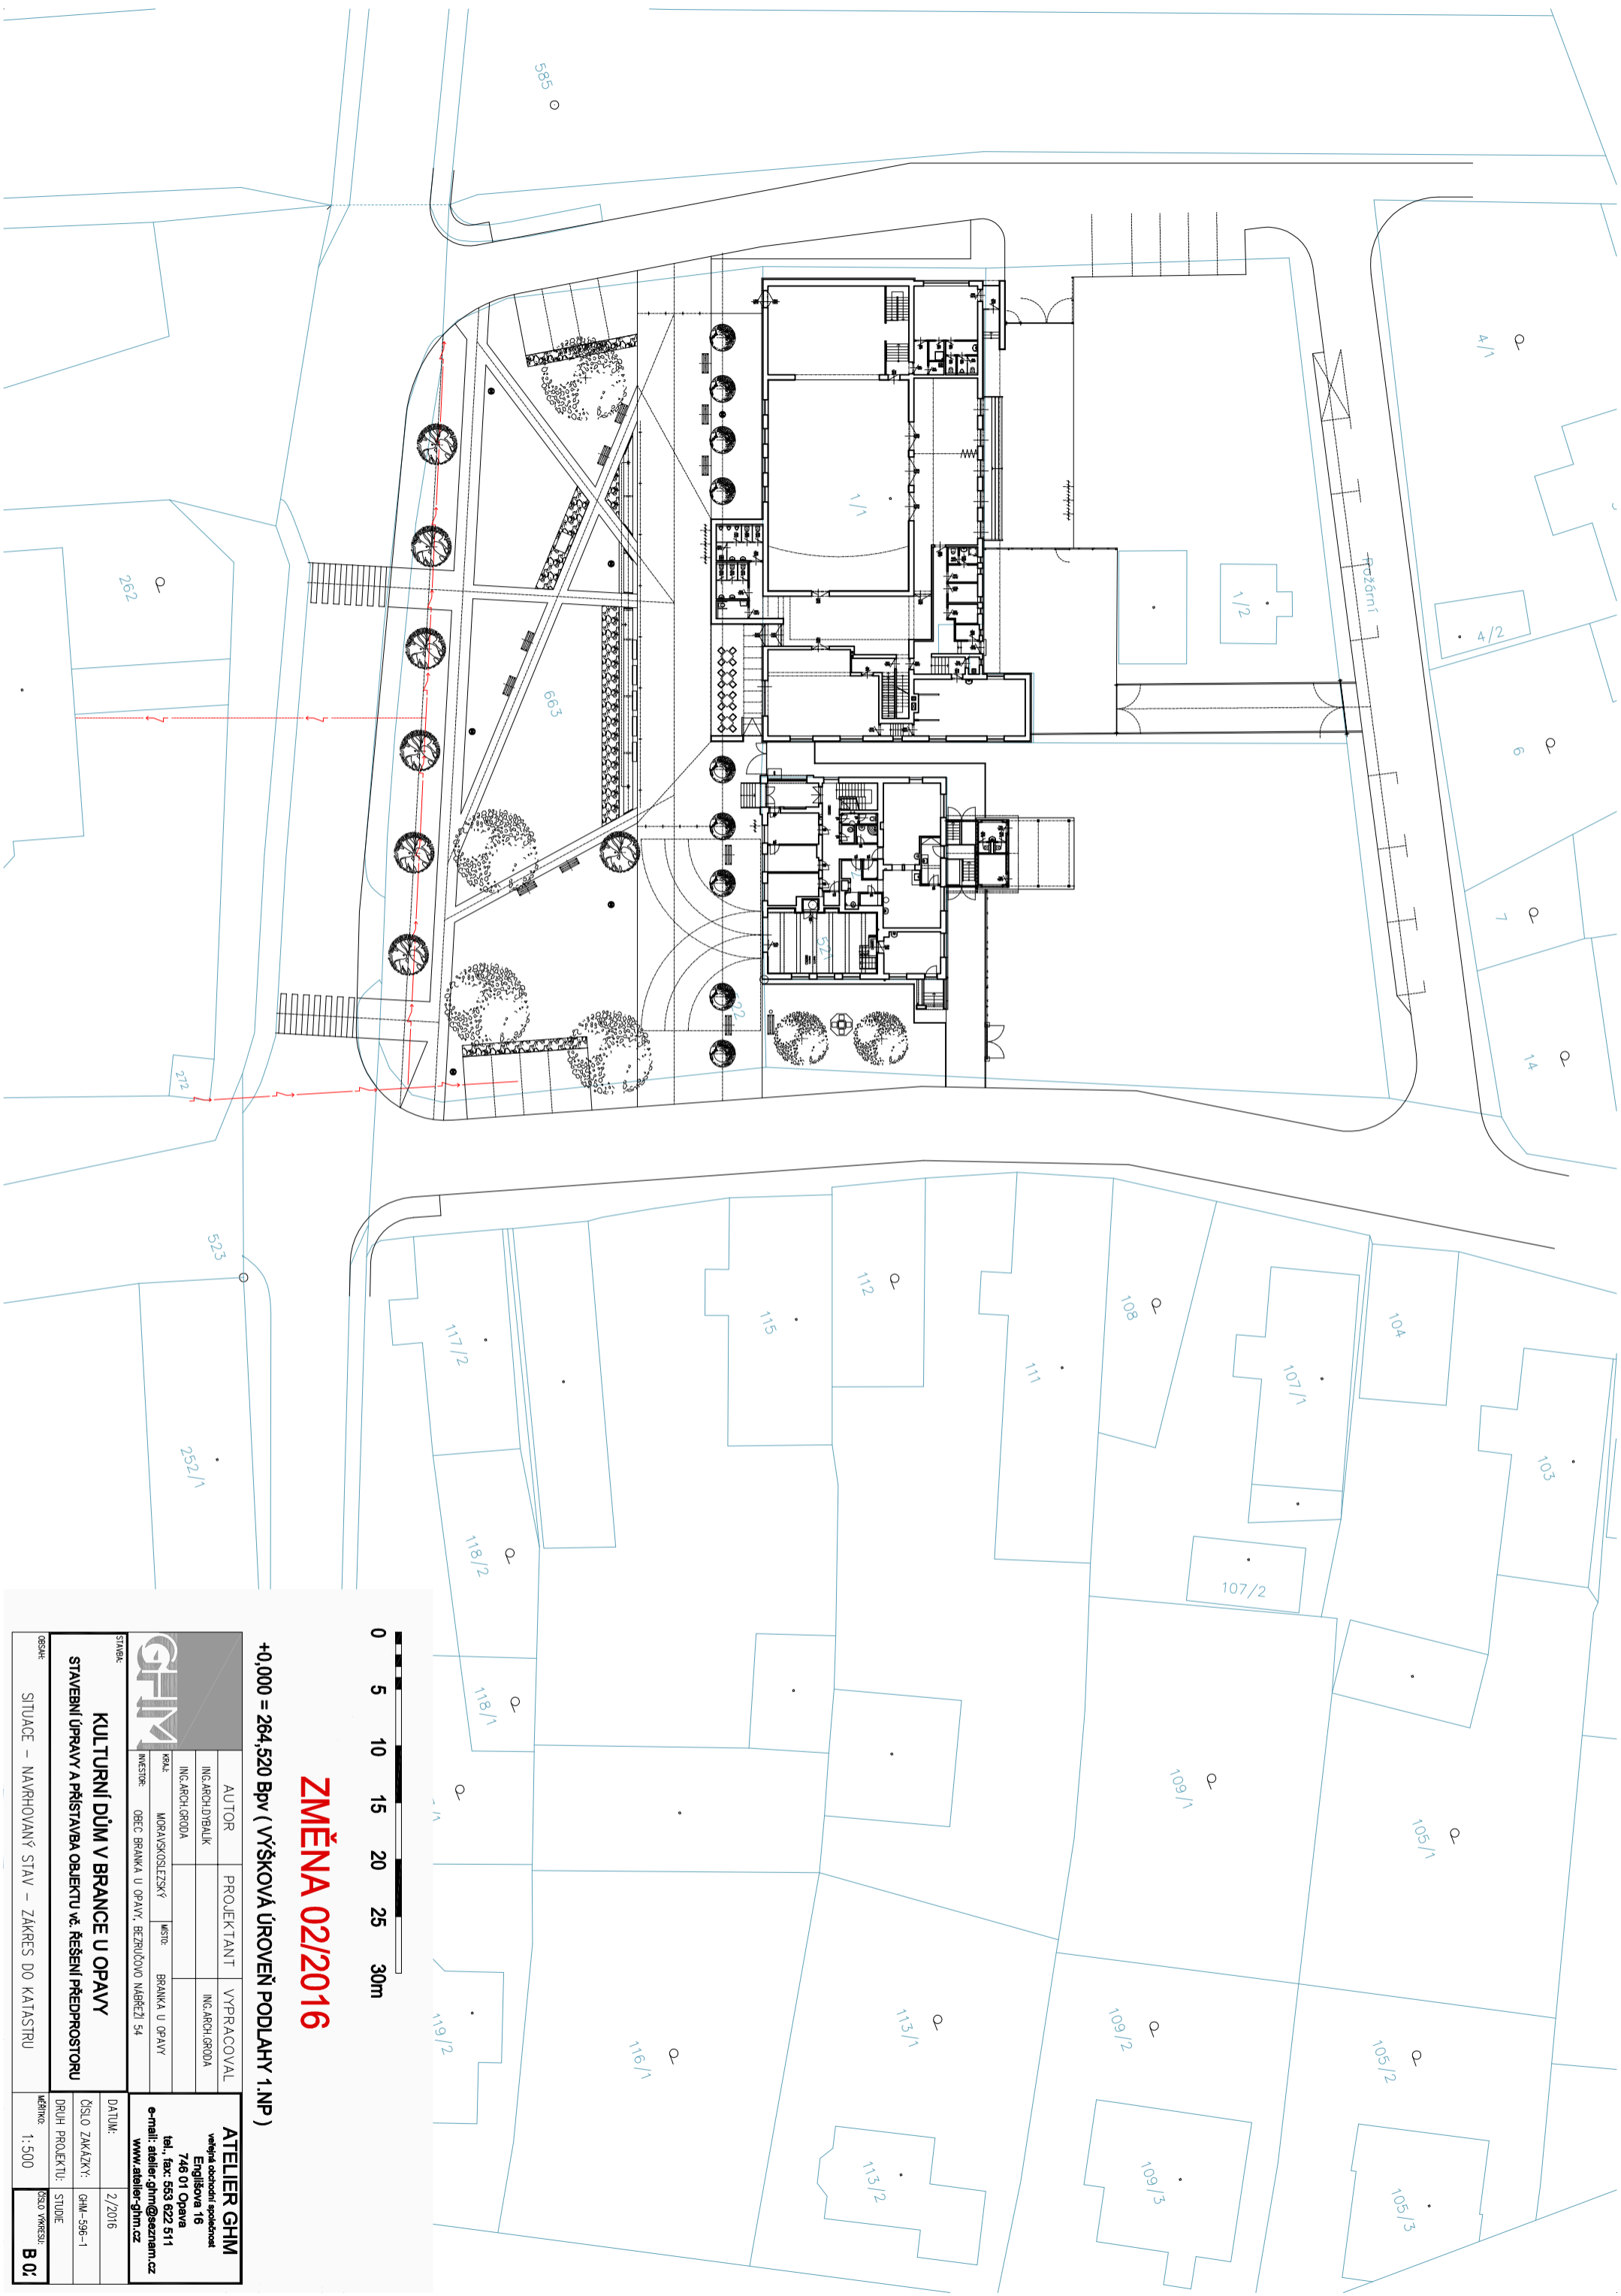 585
4/1
262
1/1
1/2
Požární
4/2
663
6
7
521
522
14
272
523
117/2
115
112
111
108
107/1
104
103
252/1
118/2
107/2
118/1
109/1
105/1
119/2
116/1
113/1
109/2
105/2
113/2
109/3
105/3
0 5 10 15 20 25 30m
ZMĚNA 02/2016
+0,000 = 264,520 Bpv ( VÝŠKOVÁ ÚROVEŇ PODLAHY 1.NP )
GHM
AUTOR PROJEKTANT VYPRACOVAL
ING.ARCH.DYBALÍK ING.ARCH.GRODA
ING.ARCH.GRODA
KRAJ: MORAVSKOSLEZSKÝ MÍSTO: BRANKA U OPAVY
INVESTOR: OBEC BRANKA U OPAVY, BEZRUČOVO NÁBŘEŽÍ 54
ATELIER GHM
veřejná obchodní společnost
Englišova 16
746 01 Opava
tel., fax: 553 622 511
e-mail: atelier.ghm@seznam.cz
www.atelier-ghm.cz
STAVBA:
KULTURNÍ DŮM V BRANCE U OPAVY
STAVEBNÍ ÚPRAVY A PŘÍSTAVBA OBJEKTU vč. ŘEŠENÍ PŘEDPROSTORU
DATUM: 2/2016
ČÍSLO ZAKÁZKY: GHM-596-1
DRUH PROJEKTU: STUDIE
OBSAH: SITUACE – NAVRHOVANÝ STAV – ZÁKRES DO KATASTRU
MĚŘÍTKO: 1:500
ČÍSLO VÝKRESU: B 02